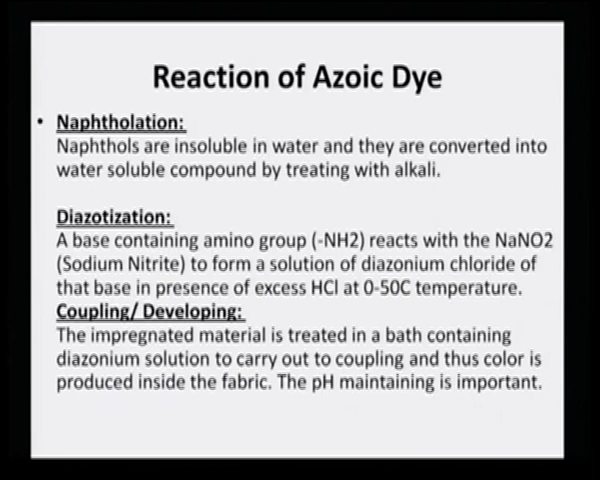 Reaction of Azoic Dye
• Naphtholation:
Naphthols are insoluble in water and they are converted into
water soluble compound by treating with alkali.
Diazotization:
A base containing amino group (-NH2) reacts with the NaNO2
(Sodium Nitrite) to form a solution of diazonium chloride of
that base in presence of excess HCl at 0-50C temperature.
Coupling/ Developing:
The impregnated material is treated in a bath containing
diazonium solution to carry out to coupling and thus color is
produced inside the fabric. The pH maintaining is important.